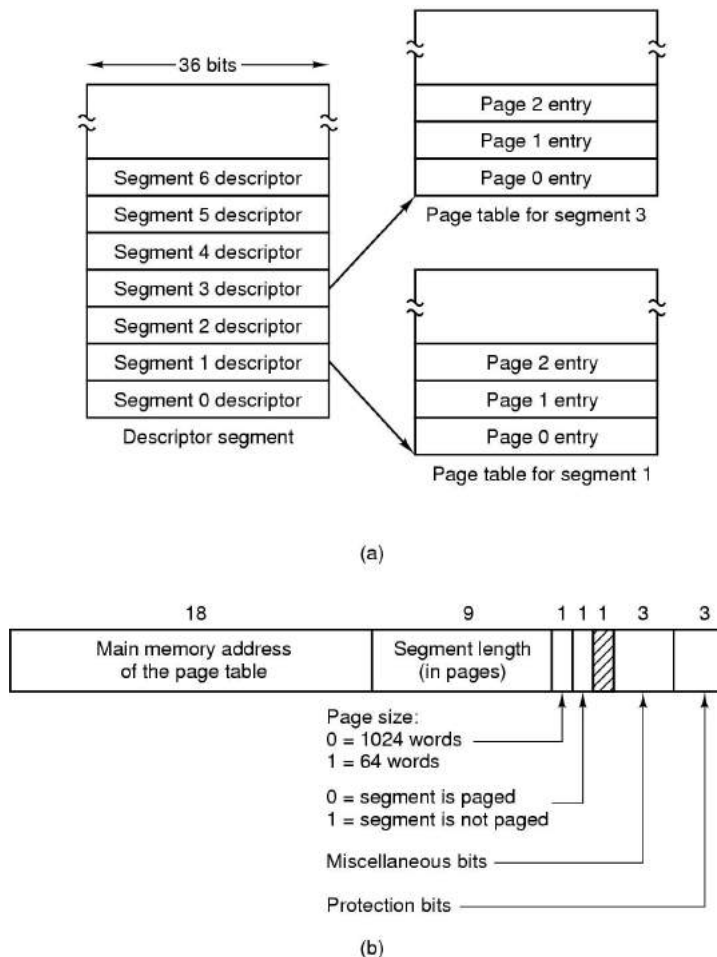 36 bits
Segment 6 descriptor
Segment 5 descriptor
Segment 4 descriptor
Segment 3 descriptor
Segment 2 descriptor
Segment 1 descriptor
Segment 0 descriptor
Descriptor segment
Page 2 entry
Page 1 entry
Page 0 entry
Page table for segment 3
Page 2 entry
Page 1 entry
Page 0 entry
Page table for segment 1
(a)
18 9 1 1 1 3 3
Main memory address
of the page table
Segment length
(in pages)
Page size:
0 = 1024 words
1 = 64 words
0 = segment is paged
1 = segment is not paged
Miscellaneous bits
Protection bits
(b)